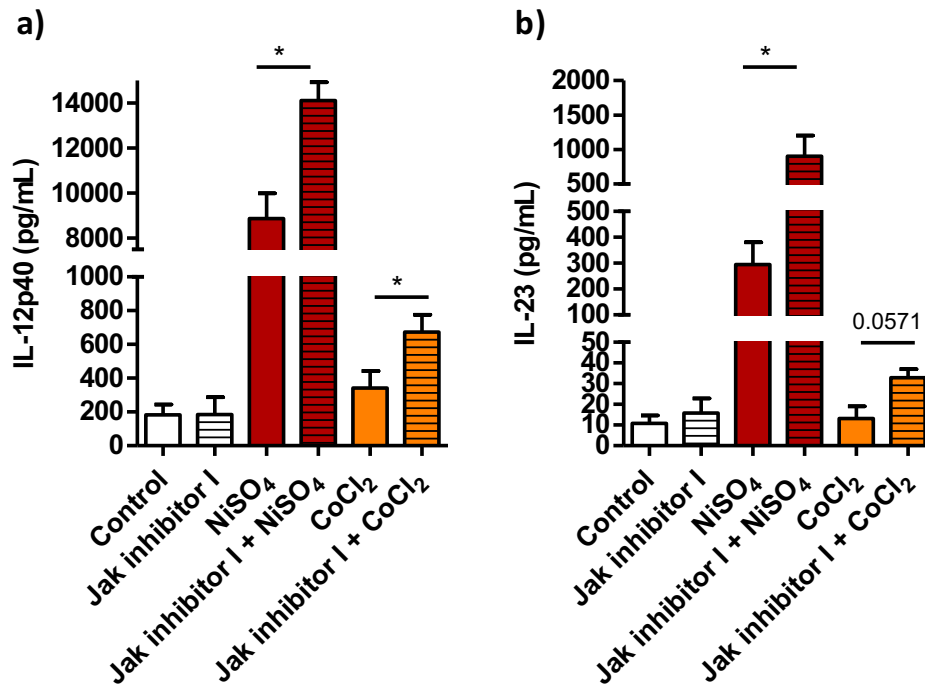 a)
*
14000
12000
10000
8000
*
800
600
400
200
0
1000
IL-12p40 (pg/mL)
Control
Jak inhibitor I
NiSO₄
Jak inhibitor I + NiSO₄
CoCl₂
Jak inhibitor I + CoCl₂
b)
*
2000
1500
1000
500
500
400
300
200
100
0.0571
50
40
30
20
10
0
IL-23 (pg/mL)
Control
Jak inhibitor I
NiSO₄
Jak inhibitor I + NiSO₄
CoCl₂
Jak inhibitor I + CoCl₂